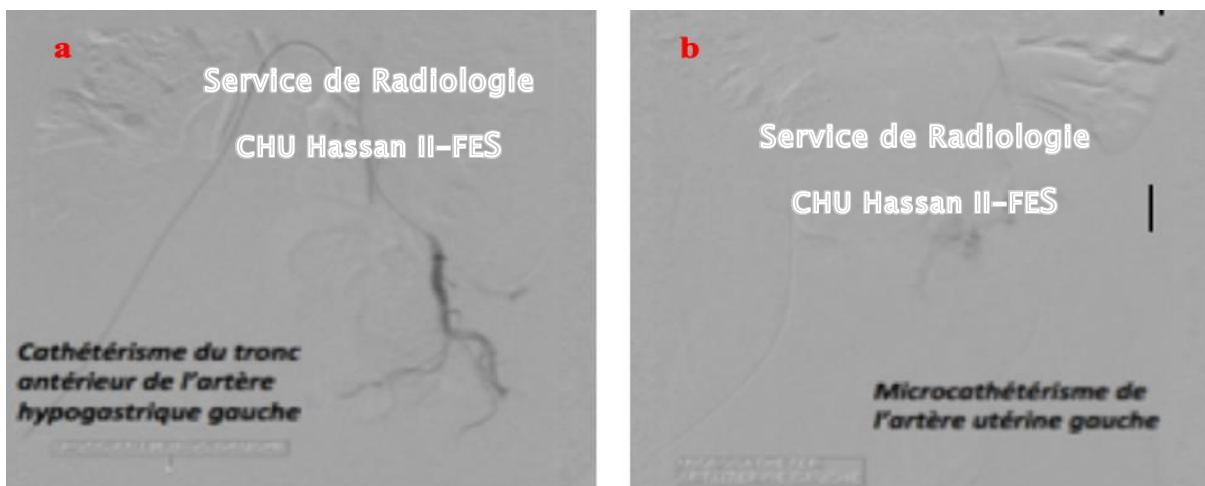 a
Service de Radiologie
CHU Hassan II-FES
Cathétérisme du tronc
antérieur de l'artère
hypogastrique gauche
b
Service de Radiologie
CHU Hassan II-FES
Microcathétérisme de
l'artère utérine gauche